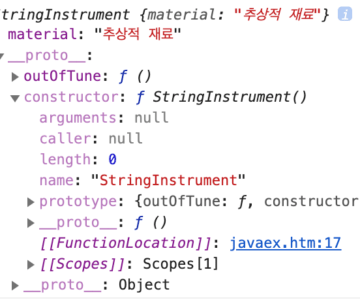 tringInstrument {material: "추상적 재료"} i
material: "추상적 재료"
▼ __proto__:
▶ outOfTune: ƒ ()
▼ constructor: ƒ StringInstrument()
arguments: null
caller: null
length: 0
name: "StringInstrument"
▶ prototype: {outOfTune: ƒ, constructor
▶ __proto__: ƒ ()
[[FunctionLocation]]: javaex.htm:17
▶ [[Scopes]]: Scopes[1]
▶ __proto__: Object